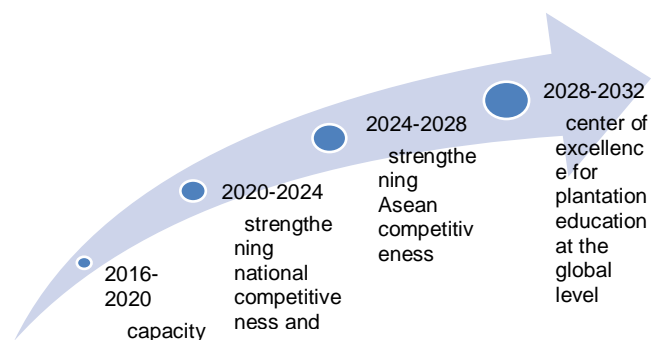 2016-
2020
capacity
2020-2024
strengthe
ning
national
competitive
ness and
2024-2028
strengthe
ning
Asean
competitiv
eness
2028-2032
center of
excellenc
e for
plantation
education
at the
global
level